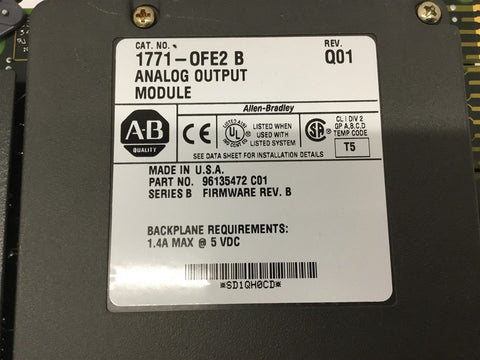 CAT. NO.
REV.
1771-OFE2 B
Q01
ANALOG OUTPUT
MODULE
Allen-Bradley
A-B
QUALITY
CE
UL
LISTED WHEN
USED WITH
LISTED SYSTEM
SA
CL I DIV 2
GP A,B,C,D
TEMP CODE
T5
SEE DATA SHEET FOR INSTALLATION DETAILS
MADE IN U.S.A.
PART NO. 96135472 C01
SERIES B FIRMWARE REV. B
BACKPLANE REQUIREMENTS:
1.4A MAX @ 5 VDC
*SD1QH0CD*